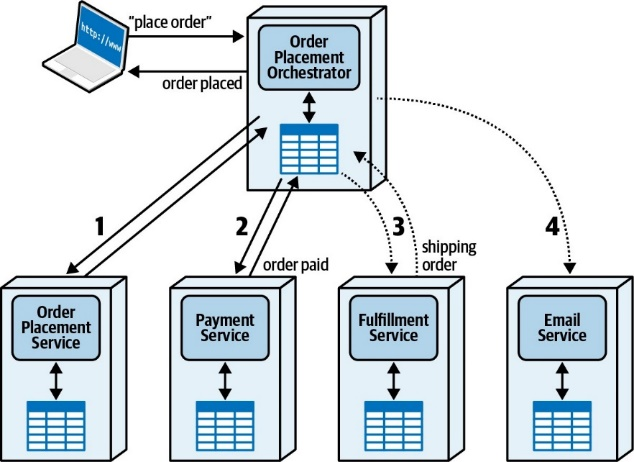 http://www
"place order"
order placed
Order
Placement
Orchestrator
1
2
order paid
3
shipping
order
4
Order
Placement
Service
Payment
Service
Fulfillment
Service
Email
Service